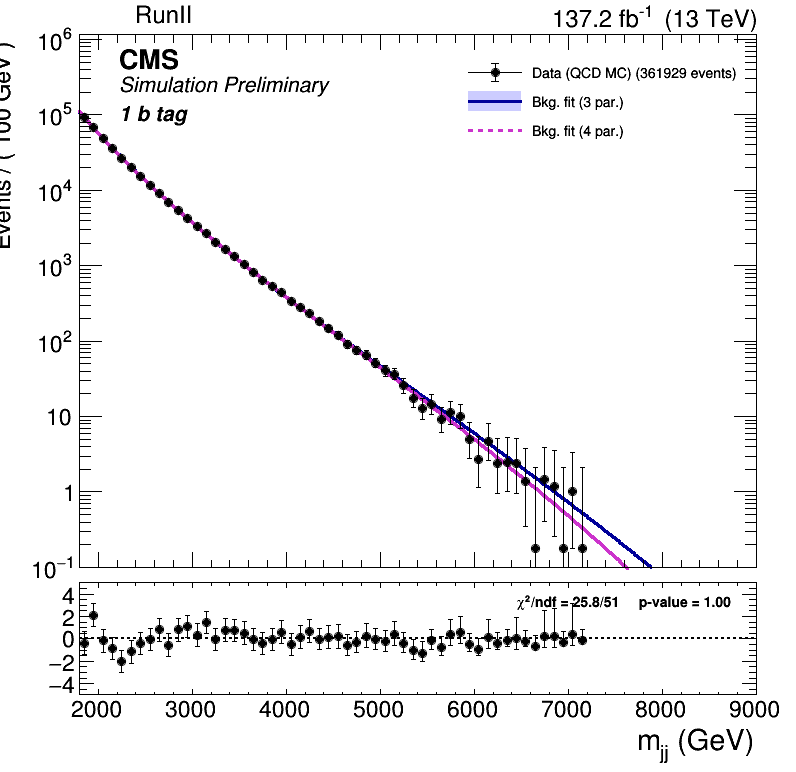 RunII 137.2 fb⁻¹ (13 TeV)
CMS
Simulation Preliminary
1 b tag
Data (QCD MC) (361929 events)
Bkg. fit (3 par.)
Bkg. fit (4 par.)
Events / ( 100 GeV )
10⁶
10⁵
10⁴
10³
10²
10
1
10⁻¹
χ²/ndf = 25.8/51 p-value = 1.00
4
2
0
−2
−4
2000 3000 4000 5000 6000 7000 8000 9000
m_jj (GeV)